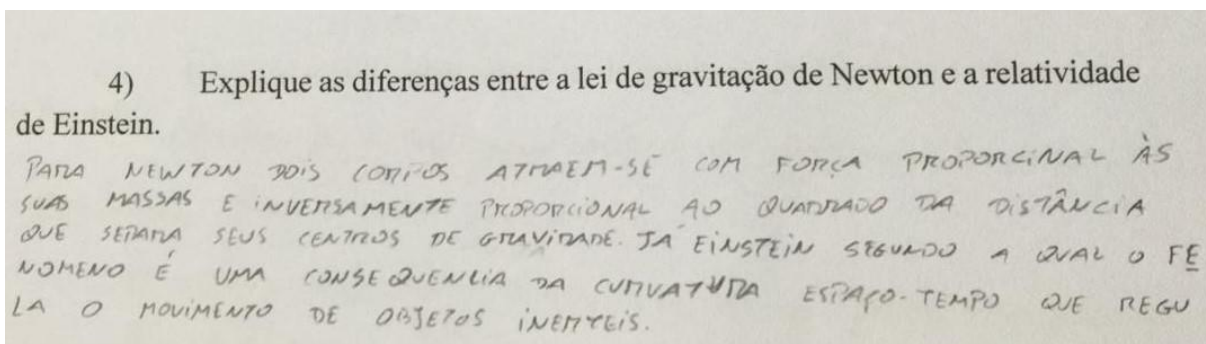 4) Explique as diferenças entre a lei de gravitação de Newton e a relatividade
de Einstein.
PARA NEWTON DOIS CORPOS ATRAEM-SE COM FORÇA PROPORCINAL ÀS
SUAS MASSAS E INVERSAMENTE PROPORCIONAL AO QUADRADO DA DISTÂNCIA
QUE SEPARA SEUS CENTROS DE GRAVIDADE. JÁ EINSTEIN SEGUNDO A QUAL O FE
NOMENO É UMA CONSEQUENCIA DA CURVATURA ESPAÇO-TEMPO QUE REGU
LA O MOVIMENTO DE OBJETOS INERTEIS.